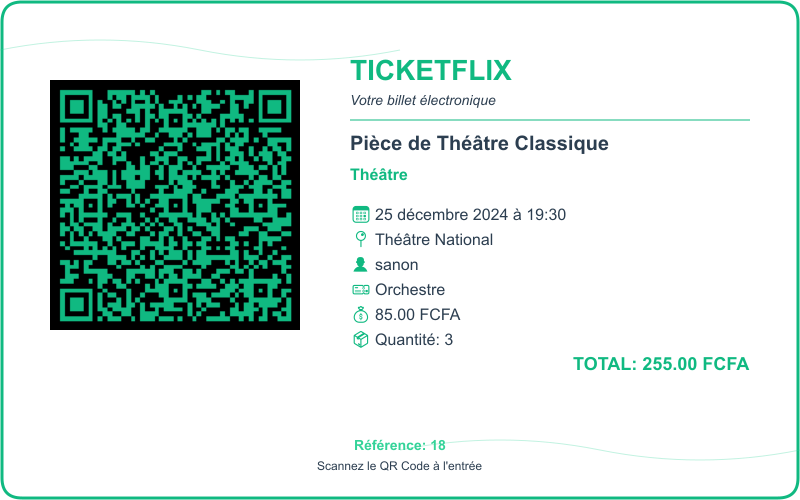 TICKETFLIX
Votre billet électronique
Pièce de Théâtre Classique
Théâtre
25 décembre 2024 à 19:30
Théâtre National
sanon
Orchestre
85.00 FCFA
Quantité: 3
TOTAL: 255.00 FCFA
Référence: 18
Scannez le QR Code à l'entrée